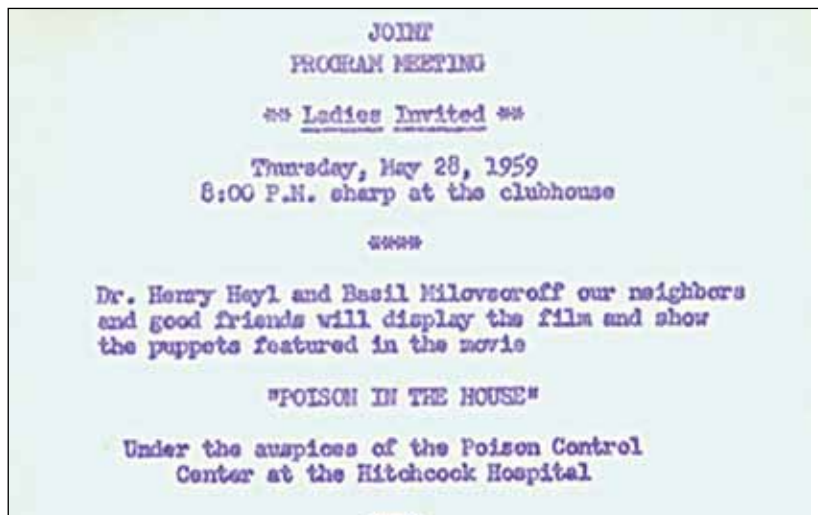 JOINT
PROGRAM MEETING
** Ladies Invited **
Thursday, May 28, 1959
8:00 P.M. sharp at the clubhouse
****
Dr. Henry Heyl and Basil Milovsoroff our neighbors
and good friends will display the film and show
the puppets featured in the movie
"POISON IN THE HOUSE"
Under the auspices of the Poison Control
Center at the Hitchcock Hospital